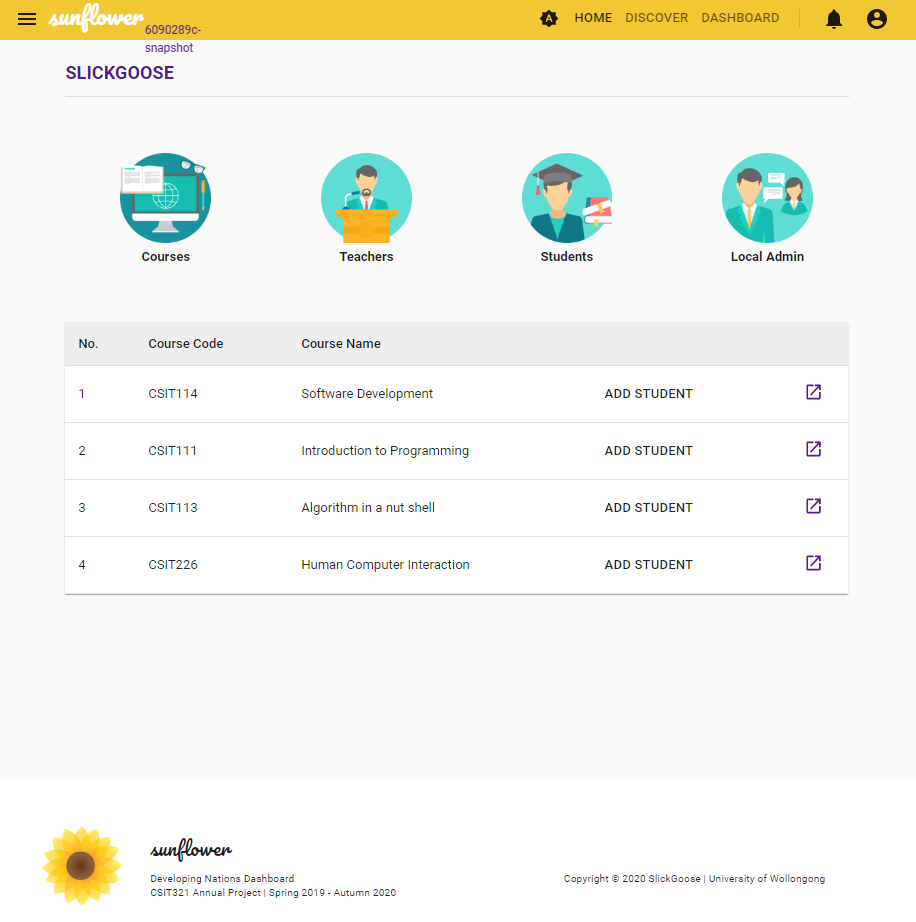 sunflower
6090289c-
snapshot
A HOME DISCOVER DASHBOARD
SLICKGOOSE
Courses Teachers Students Local Admin
No. Course Code Course Name
1 CSIT114 Software Development ADD STUDENT
2 CSIT111 Introduction to Programming ADD STUDENT
3 CSIT113 Algorithm in a nut shell ADD STUDENT
4 CSIT226 Human Computer Interaction ADD STUDENT
sunflower
Developing Nations Dashboard
CSIT321 Annual Project | Spring 2019 - Autumn 2020
Copyright © 2020 SlickGoose | University of Wollongong